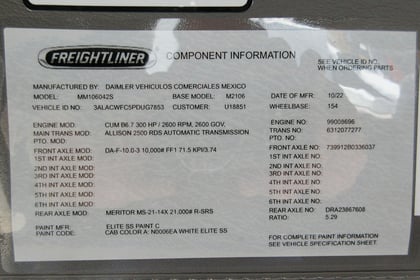 FREIGHTLINER COMPONENT INFORMATION SEE VEHICLE ID NO. WHEN ORDERING PARTS
MANUFACTURED BY: DAIMLER VEHICULOS COMERCIALES MEXICO DATE OF MFR: 10/22
MODEL: MM106042S BASE MODEL: M2106 WHEELBASE: 154
VEHICLE ID NO: 3ALACWFC5PDUG7853 CUSTOMER: U18851
ENGINE MOD: CUM B6.7 300 HP / 2600 RPM, 2600 GOV, ENGINE NO: 99008696
MAIN TRANS MOD: ALLISON 2500 RDS AUTOMATIC TRANSMISSION TRANS NO: 6312077277
PTO. MOD: PTO NO:
FRONT AXLE MOD: DA-F-10.0-3 10,000# FF1 71.5 KPI/3.74 FRONT AXLE NO: 739912B0336037
1ST INT AXLE MOD: 1ST INT AXLE NO:
2ND INT AXLE MOD: 2ND INT AXLE NO:
3RD INT AXLE MOD: 3RD INT AXLE NO:
4TH INT AXLE MOD: 4TH INT AXLE NO:
5TH INT AXLE MOD: 5TH INT AXLE NO:
6TH INT AXLE MOD: 6TH INT AXLE NO:
REAR AXLE MOD: MERITOR MS-21-14X 21,000# R-SRS REAR AXLE NO: DRA23867608
RATIO: 5.29
PAINT MFR: ELITE SS PAINT C
PAINT CODE: CAB COLOR A: N0006EA WHITE ELITE SS
FOR COMPLETE PAINT INFORMATION
SEE VEHICLE SPECIFICATION SHEET.